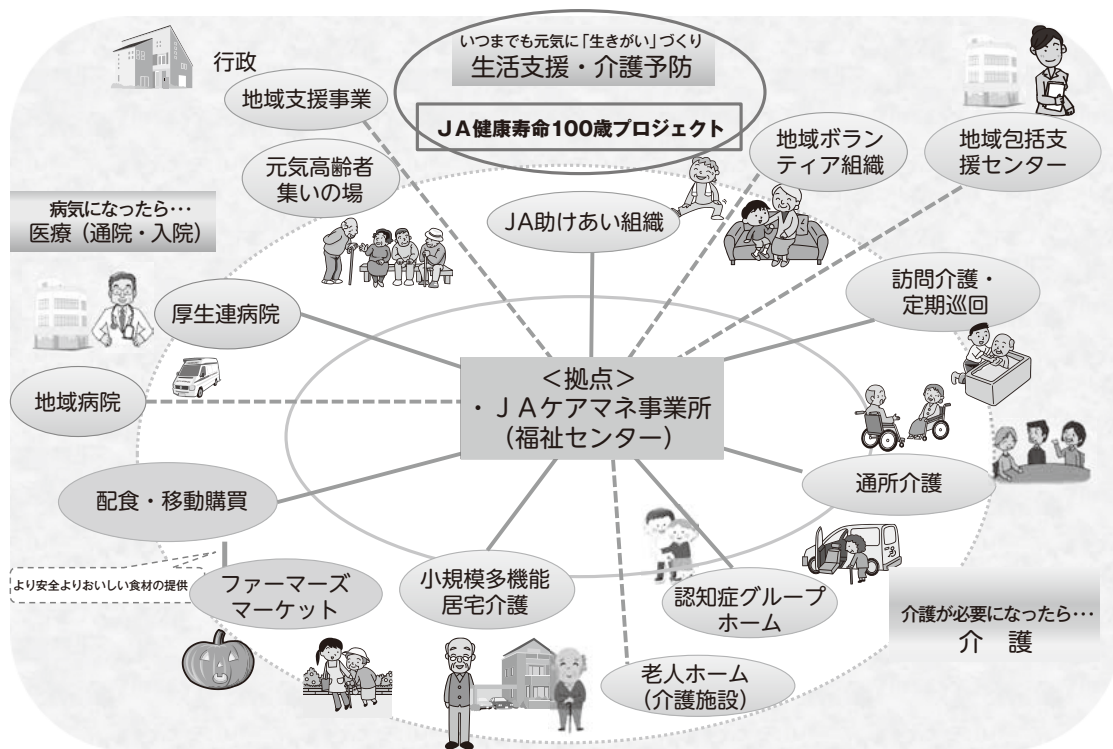 いつまでも元気に「生きがい」づくり
生活支援・介護予防
JA健康寿命100歳プロジェクト
行政
地域支援事業
元気高齢者
集いの場
JA助けあい組織
地域ボラン
ティア組織
地域包括支
援センター
病気になったら･･･
医療（通院・入院）
厚生連病院
地域病院
訪問介護・
定期巡回
＜拠点＞
・ＪＡケアマネ事業所
（福祉センター）
通所介護
配食・移動購買
より安全よりおいしい食材の提供
ファーマーズ
マーケット
小規模多機能
居宅介護
認知症グループ
ホーム
老人ホーム
（介護施設）
介護が必要になったら･･･
介　護